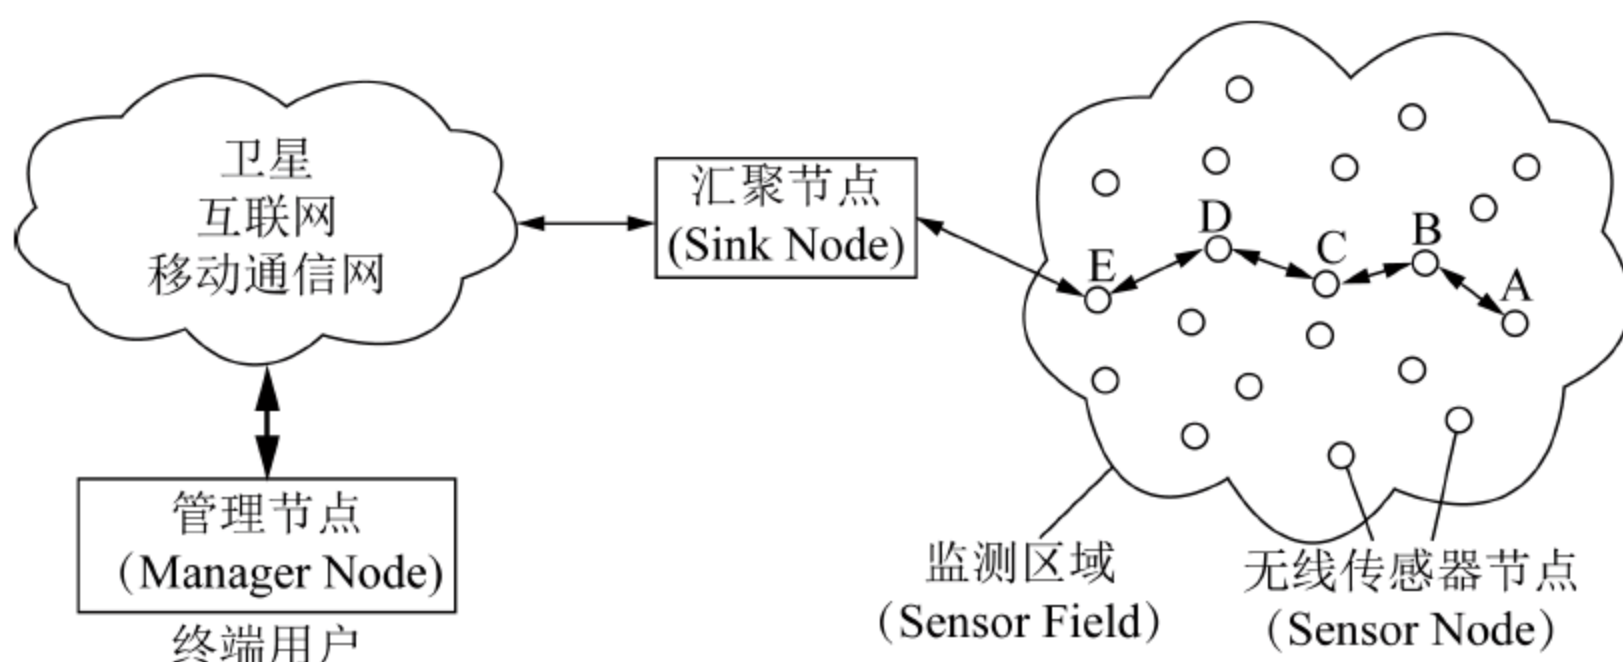 卫星
互联网
移动通信网
汇聚节点
(Sink Node)
E
D
C
B
A
管理节点
（Manager Node)
终端用户
监测区域
（Sensor Field）
无线传感器节点
（Sensor Node）